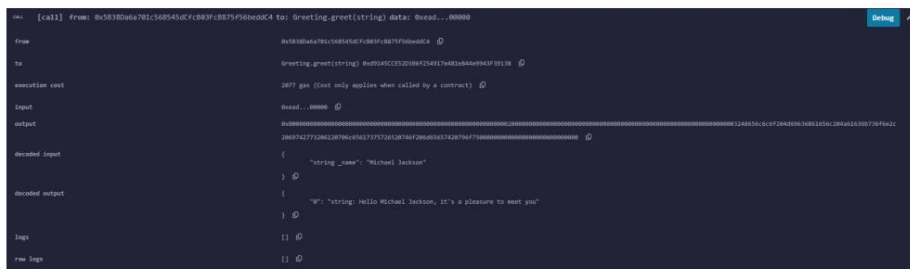 CALL [call] from: 0x5B38Da6a701c568545dCfcB03FcB875f56beddC4 to: Greeting.greet(string) data: 0xead...00000
Debug
from 0x5B38Da6a701c568545dCfcB03FcB875f56beddC4
to Greeting.greet(string) 0xd9145CCE52D386f254917e481eB44e9943F39138
execution cost 2077 gas (Cost only applies when called by a contract)
input 0xead...00000
output
decoded input {
"string _name": "Michael Jackson"
}
decoded output {
"0": "string: Hello Michael Jackson, it's a pleasure to meet you"
}
logs []
raw logs []